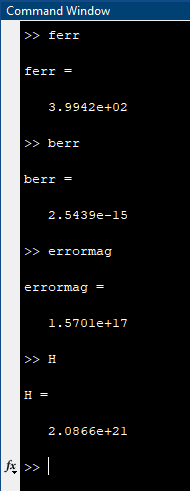 Command Window
>> ferr
ferr =
3.9942e+02
>> berr
berr =
2.5439e-15
>> errormag
errormag =
1.5701e+17
>> H
H =
2.0866e+21
fx >>